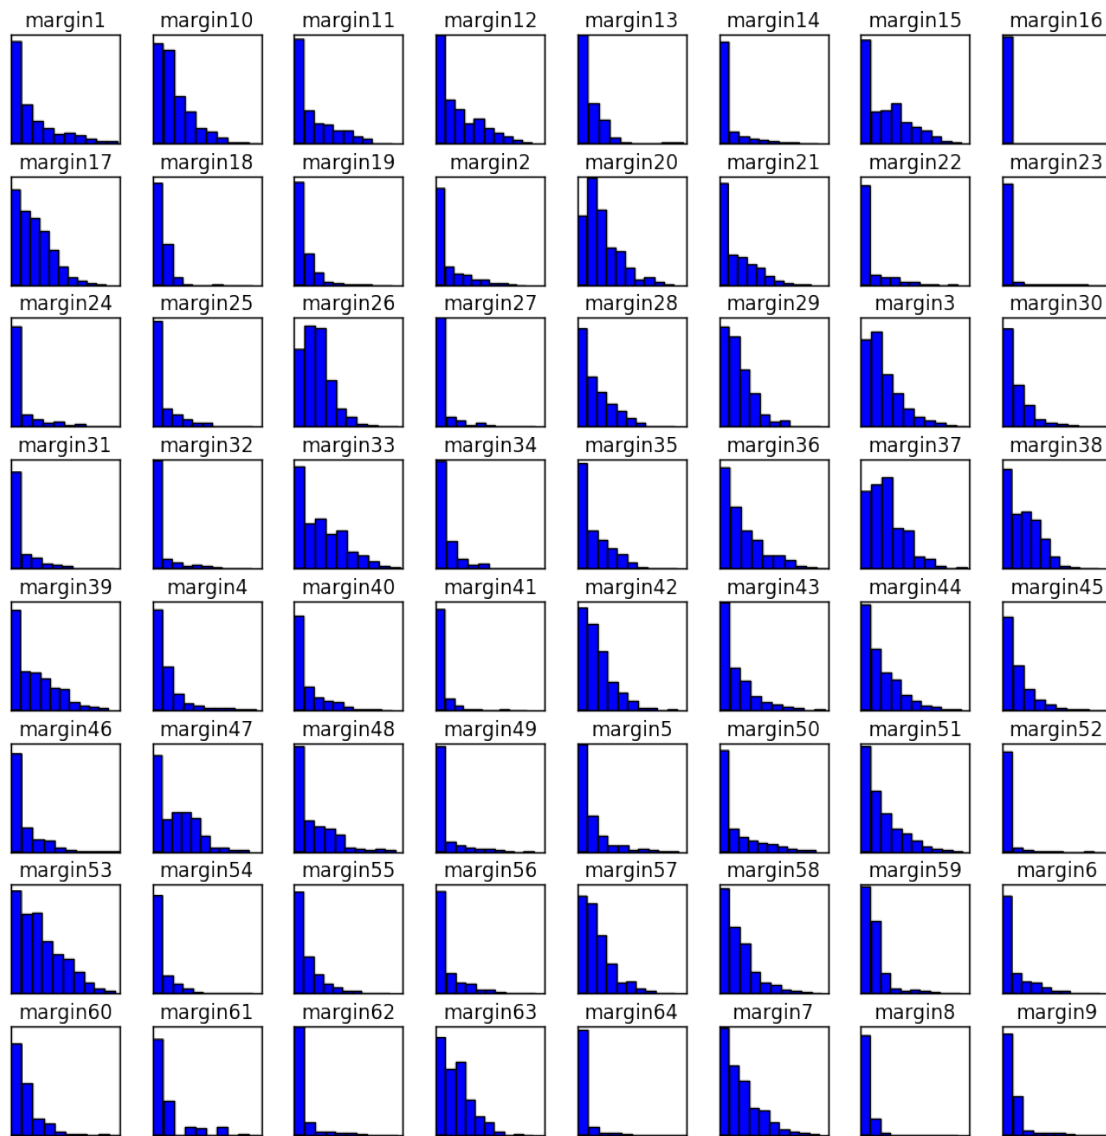 margin1 margin10 margin11 margin12 margin13 margin14 margin15 margin16
margin17 margin18 margin19 margin2 margin20 margin21 margin22 margin23
margin24 margin25 margin26 margin27 margin28 margin29 margin3 margin30
margin31 margin32 margin33 margin34 margin35 margin36 margin37 margin38
margin39 margin4 margin40 margin41 margin42 margin43 margin44 margin45
margin46 margin47 margin48 margin49 margin5 margin50 margin51 margin52
margin53 margin54 margin55 margin56 margin57 margin58 margin59 margin6
margin60 margin61 margin62 margin63 margin64 margin7 margin8 margin9